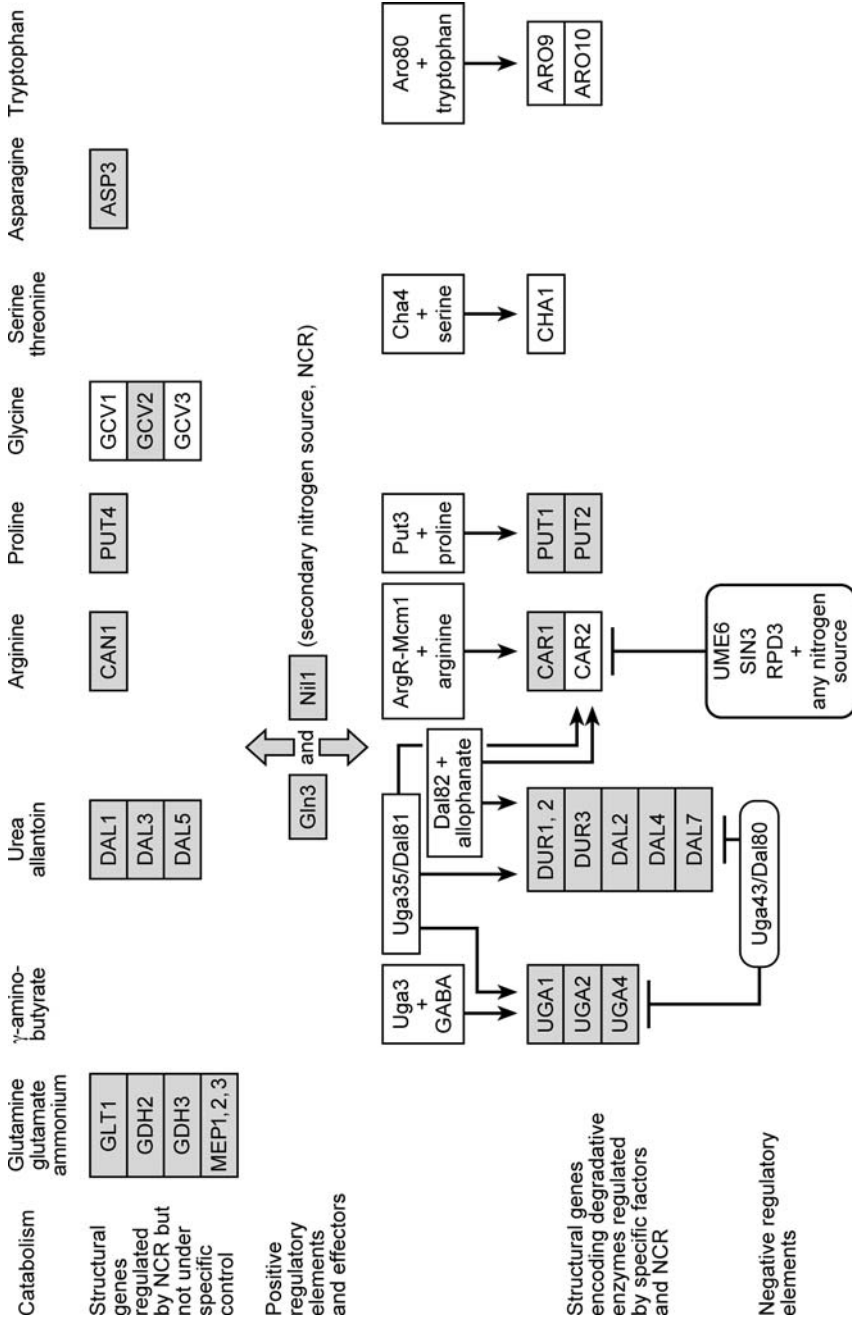 Catabolism
Glutamine
glutamate
ammonium
γ-amino-
butyrate
Urea
allantoin
Arginine
Proline
Glycine
Serine
threonine
Asparagine
Tryptophan
Structural
genes
regulated
by NCR but
not under
specific
control
GLT1
GDH2
GDH3
MEP1,2,3
DAL1
DAL3
DAL5
CAN1
PUT4
GCV1
GCV2
GCV3
ASP3
Positive
regulatory
elements
and effectors
Gln3
and
Nil1
(secondary nitrogen source, NCR)
Uga3
+
GABA
Uga35/Dal81
Dal82 +
allophanate
ArgR-Mcm1
+
arginine
Put3
+
proline
Cha4
+
serine
Aro80
+
tryptophan
Structural genes
encoding degradative
enzymes regulated
by specific factors
and NCR
UGA1
UGA2
UGA4
DUR1, 2
DUR3
DAL2
DAL4
DAL7
CAR1
CAR2
PUT1
PUT2
CHA1
ARO9
ARO10
Negative regulatory
elements
Uga43/Dal80
UME6
SIN3
RPD3
+
any nitrogen
source